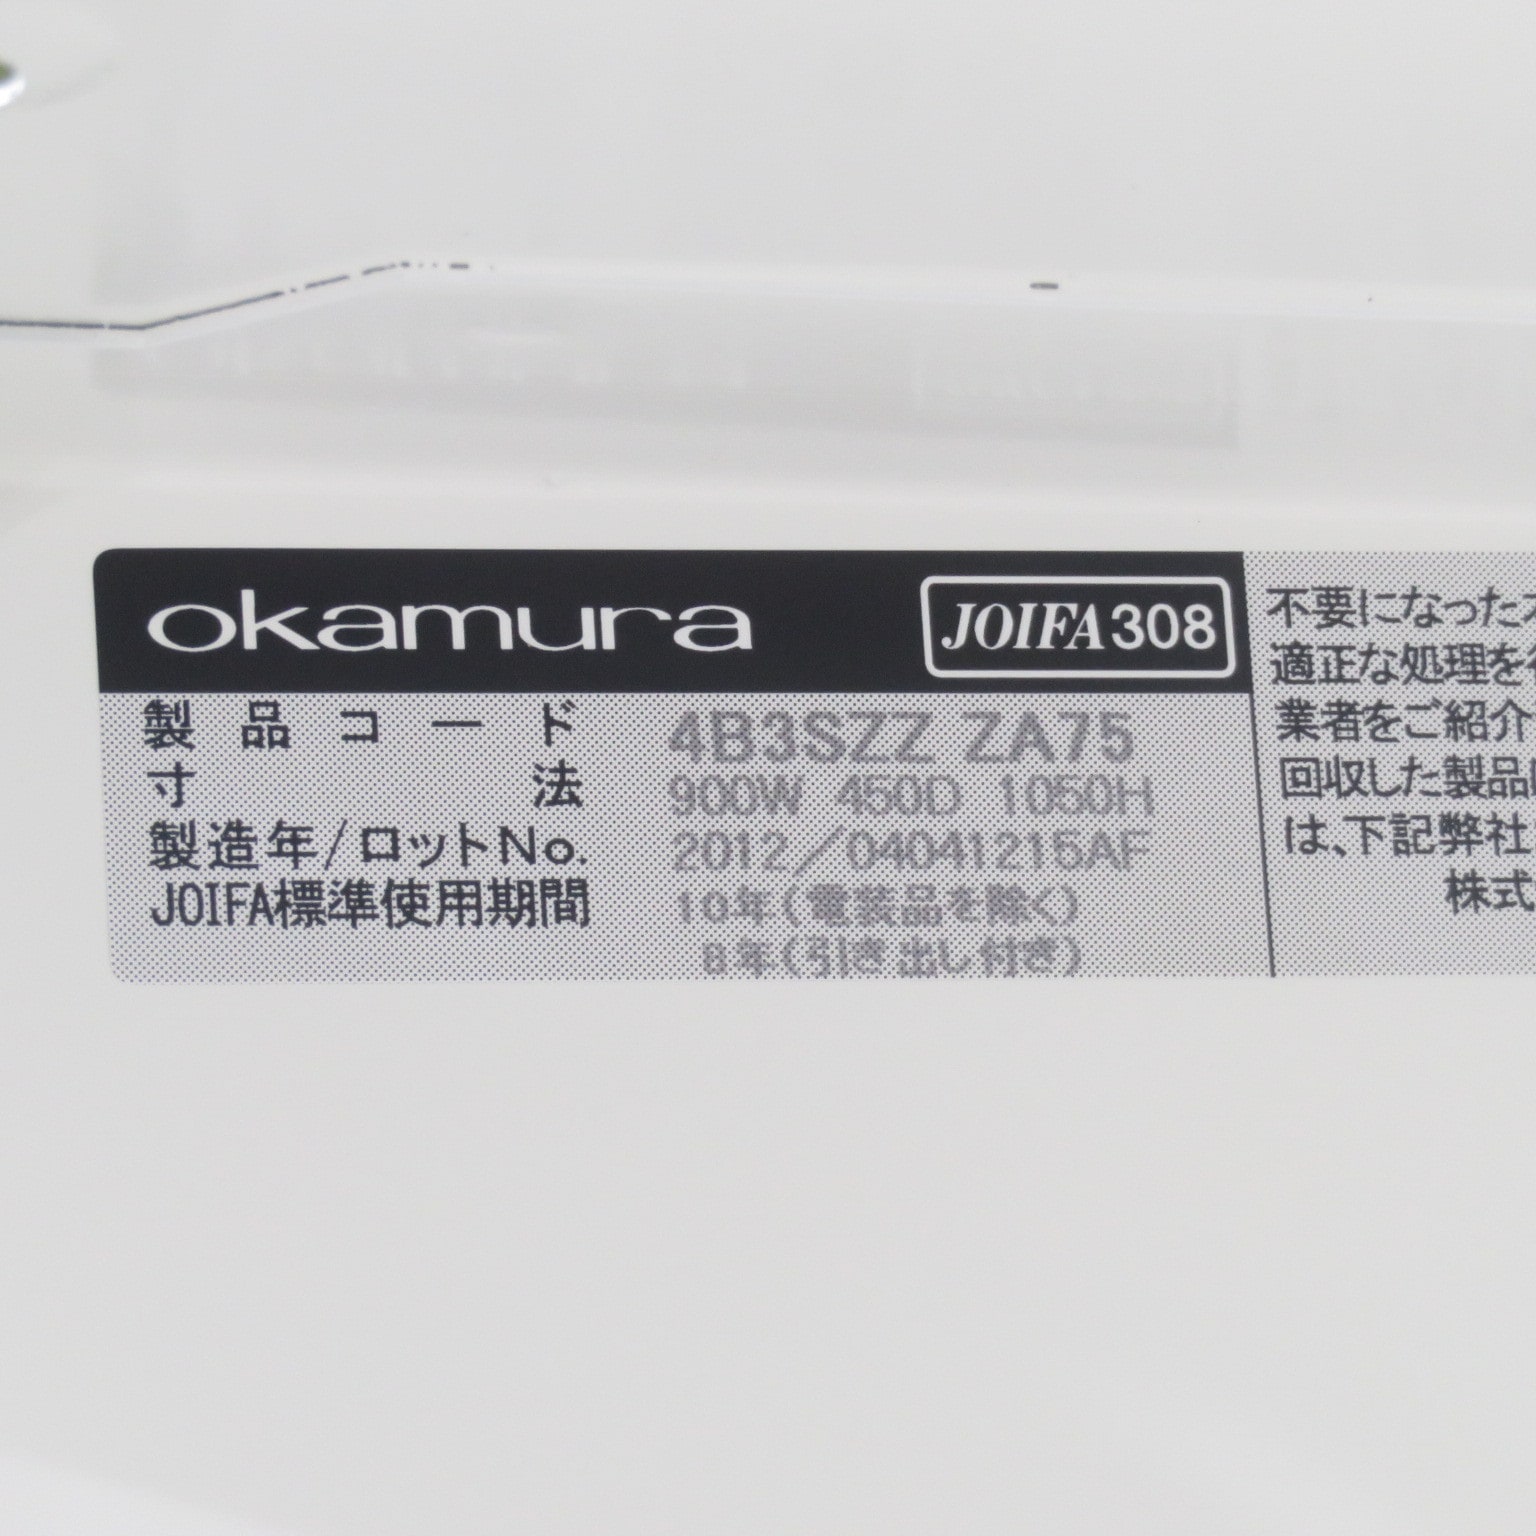 okamura JOIFA308
製品コード 4B3SZZ ZA75
寸法 900W 450D 1050H
製造年/ロットNo. 2012/04041215AF
JOIFA標準使用期間 10年(電装品を除く)
8年(引き出し付き)
不要になった
適正な処理を
業者をご紹介
回収した製品
は、下記弊社
株式